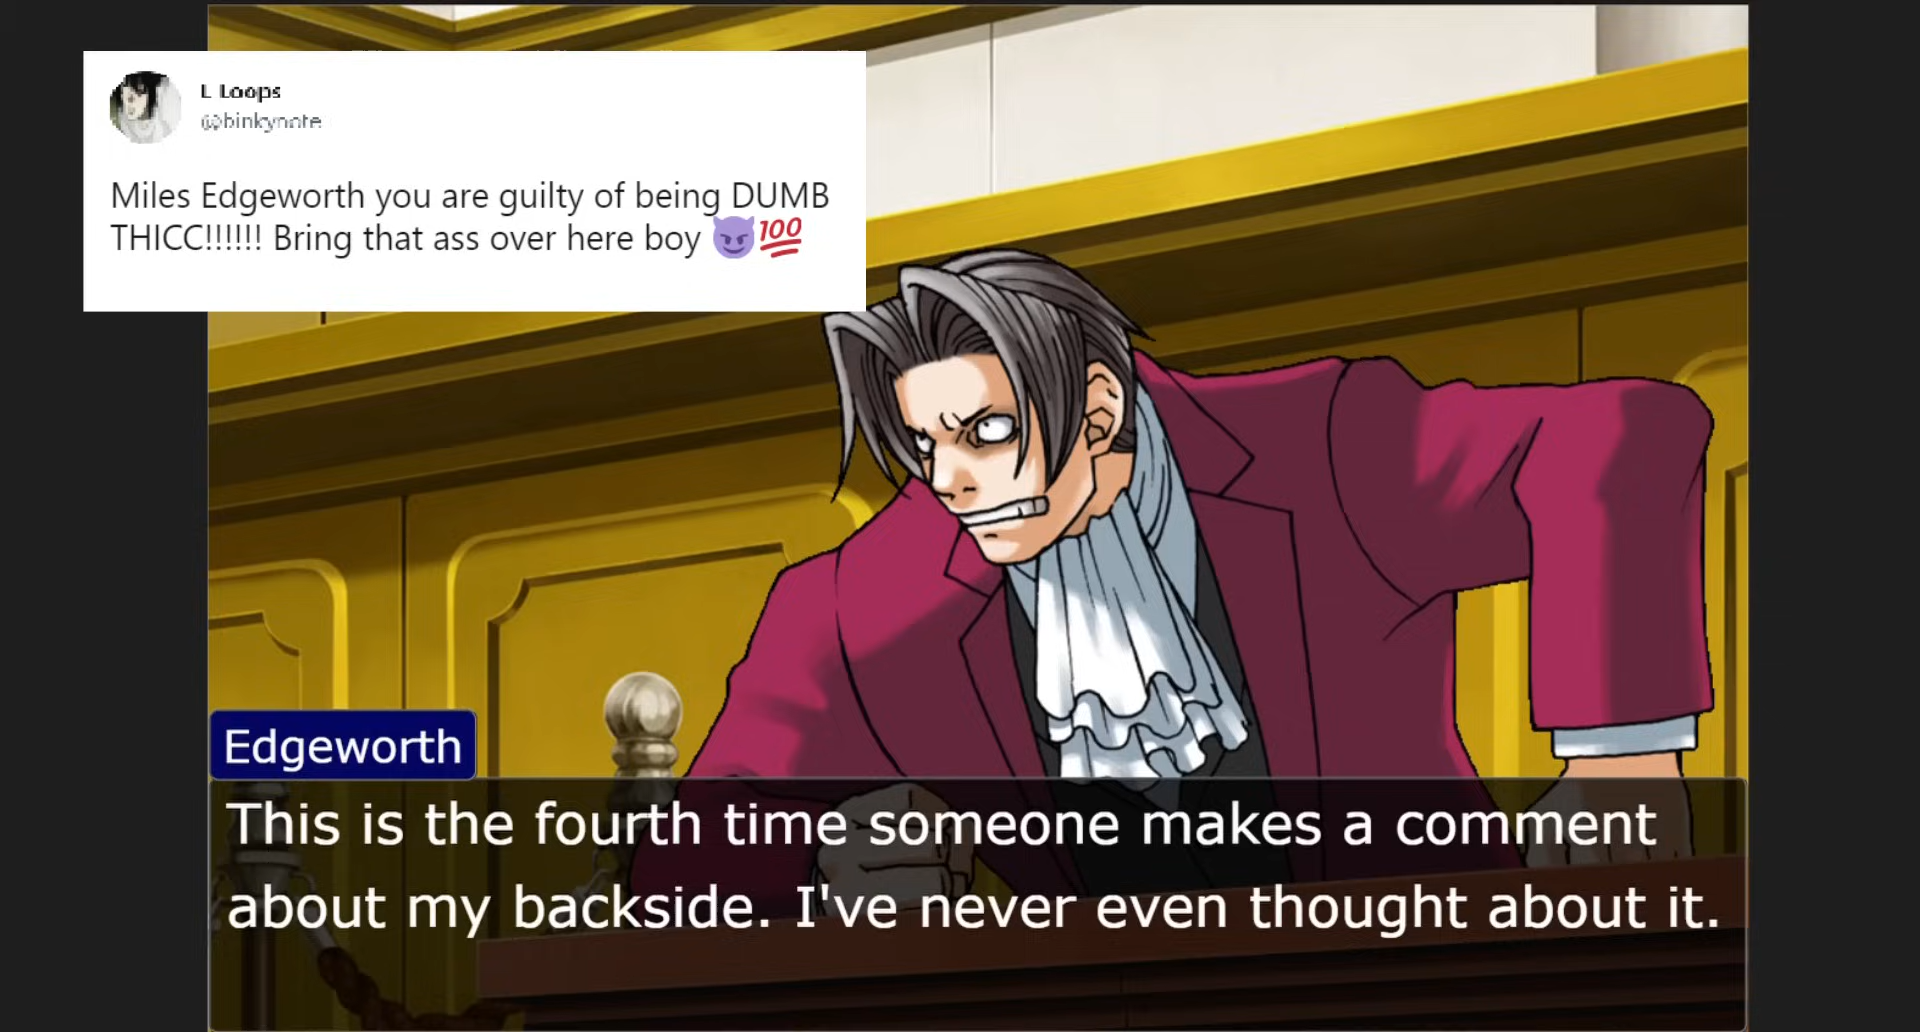 L Loops
@binkynote
Miles Edgeworth you are guilty of being DUMB
THICC!!!!!! Bring that ass over here boy 😈💯
Edgeworth
This is the fourth time someone makes a comment
about my backside. I've never even thought about it.